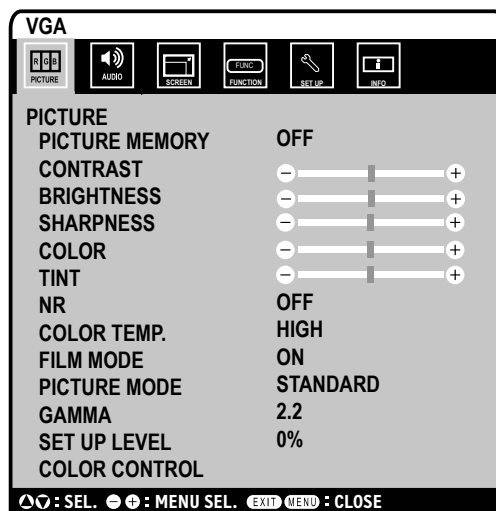 VGA
R G B
PICTURE
AUDIO
SCREEN
FUNC
FUNCTION
SET UP
INFO
PICTURE
PICTURE MEMORY OFF
CONTRAST
BRIGHTNESS
SHARPNESS
COLOR
TINT
NR OFF
COLOR TEMP. HIGH
FILM MODE ON
PICTURE MODE STANDARD
GAMMA 2.2
SET UP LEVEL 0%
COLOR CONTROL
: SEL. : MENU SEL. EXIT MENU : CLOSE